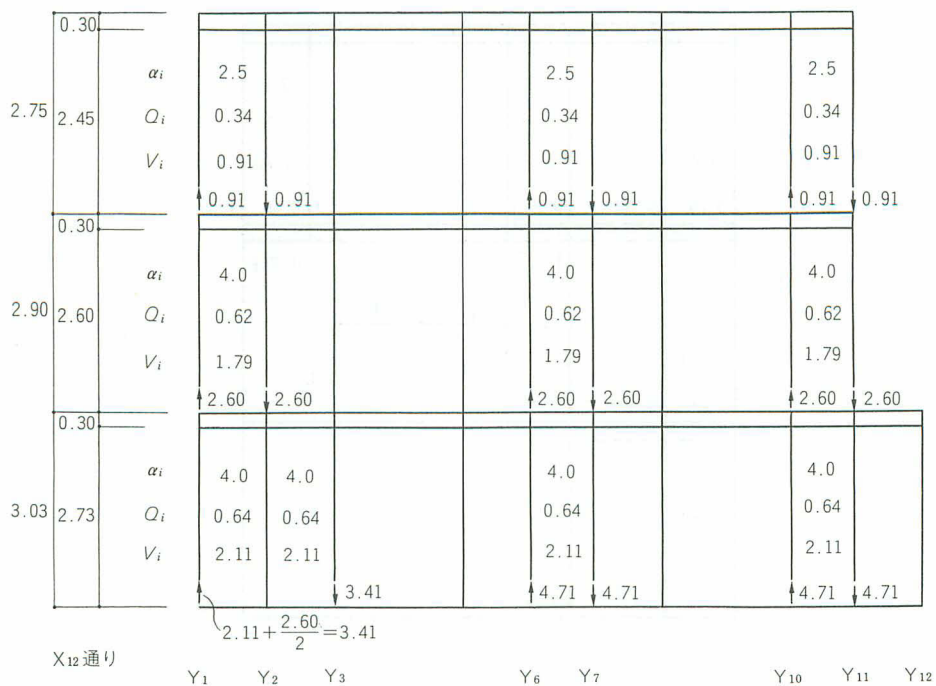 0.30
αi 2.5 2.5 2.5
2.75 2.45 Qi 0.34 0.34 0.34
Vi 0.91 0.91 0.91
0.91 0.91 0.91 0.91 0.91 0.91
0.30
αi 4.0 4.0 4.0
2.90 2.60 Qi 0.62 0.62 0.62
Vi 1.79 1.79 1.79
2.60 2.60 2.60 2.60 2.60 2.60
0.30
αi 4.0 4.0 4.0 4.0
3.03 2.73 Qi 0.64 0.64 0.64 0.64
Vi 2.11 2.11 2.11 2.11
3.41 4.71 4.71 4.71 4.71
2.11+2.60/2=3.41
X12通り
Y1 Y2 Y3 Y6 Y7 Y10 Y11 Y12